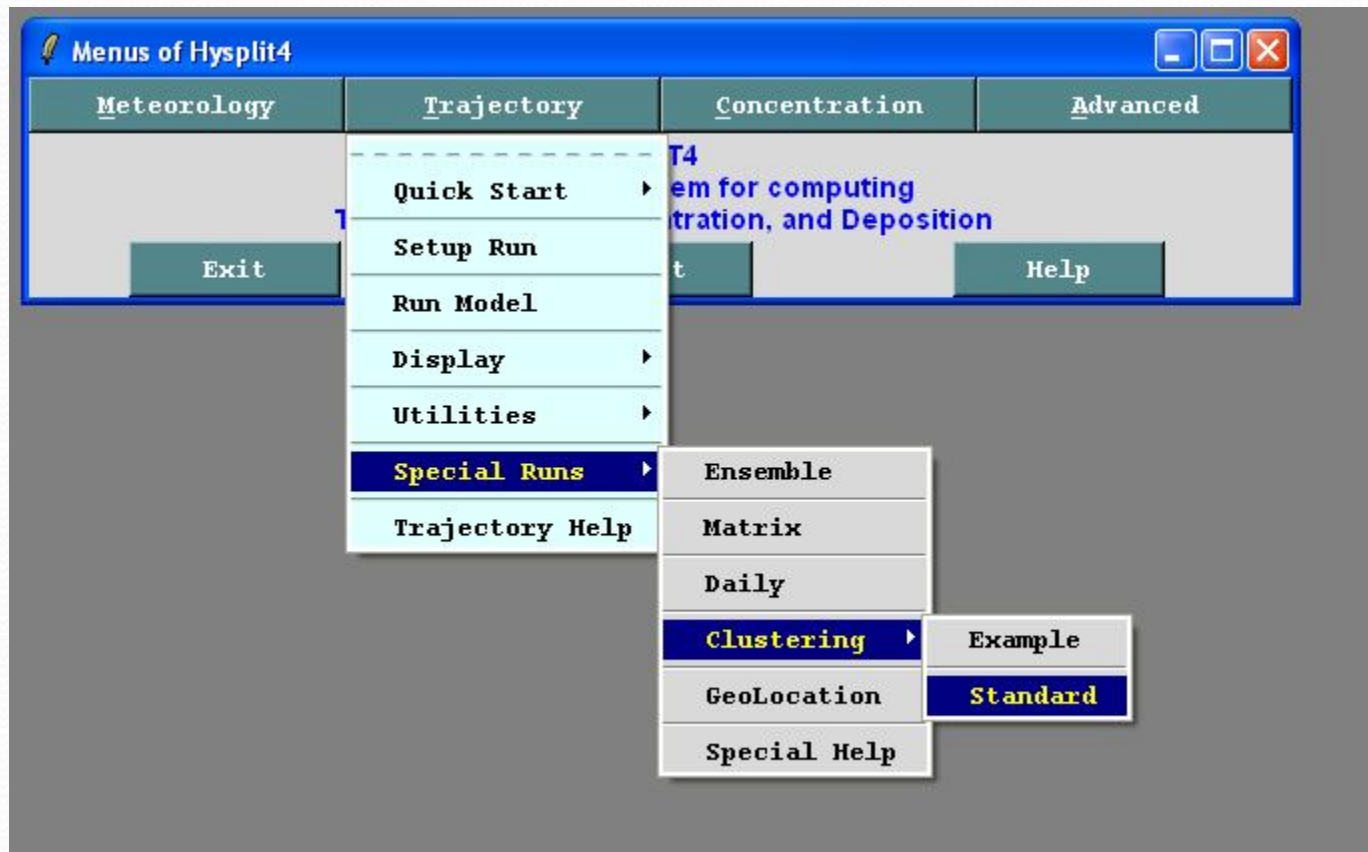 Menus of Hysplit4
Meteorology Trajectory Concentration Advanced
T4
em for computing
T tration, and Deposition
Exit t Help
Quick Start
Setup Run
Run Model
Display
Utilities
Special Runs
Trajectory Help
Ensemble
Matrix
Daily
Clustering
GeoLocation
Special Help
Example
Standard